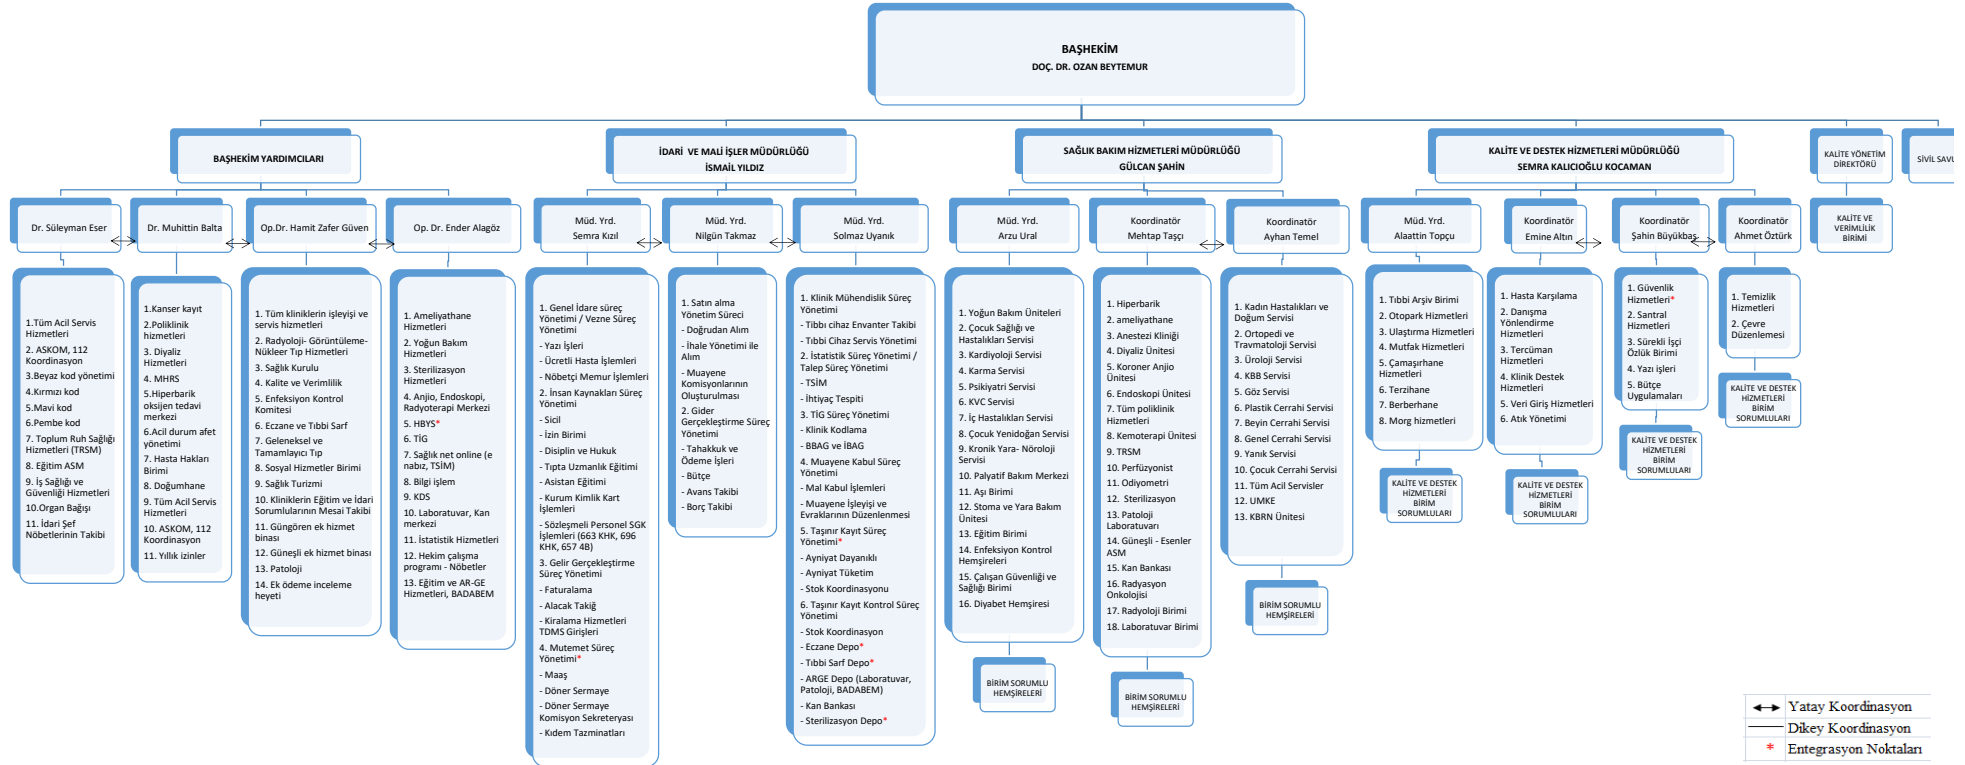 BAŞHEKİM
DOÇ. DR. OZAN BEYTEMUR
BAŞHEKİM YARDIMCILARI
İDARİ VE MALİ İŞLER MÜDÜRLÜĞÜ
İSMAİL YILDIZ
SAĞLIK BAKIM HİZMETLERİ MÜDÜRLÜĞÜ
GÜLCAN ŞAHİN
KALİTE VE DESTEK HİZMETLERİ MÜDÜRLÜĞÜ
SEMRA KALICIOĞLU KOCAMAN
KALİTE YÖNETİM
DİREKTÖRÜ
SİVİL SAVU
Dr. Süleyman Eser
Dr. Muhittin Balta
Op.Dr. Hamit Zafer Güven
Op. Dr. Ender Alagöz
Müd. Yrd.
Semra Kızıl
Müd. Yrd.
Nilgün Takmaz
Müd. Yrd.
Solmaz Uyanık
Müd. Yrd.
Arzu Ural
Koordinatör
Mehtap Taşçı
Koordinatör
Ayhan Temel
Müd. Yrd.
Alaattin Topçu
Koordinatör
Emine Altın
Koordinatör
Şahin Büyükbaş
Koordinatör
Ahmet Öztürk
KALİTE VE
VERİMLİLİK
BİRİMİ
1.Tüm Acil Servis
Hizmetleri
2. ASKOM, 112
Koordinasyon
3.Beyaz kod yönetimi
4.Kırmızı kod
5.Mavi kod
6.Pembe kod
7. Toplum Ruh Sağlığı
Hizmetleri (TRSM)
8. Eğitim ASM
9. İş Sağlığı ve
Güvenliği Hizmetleri
10.Organ Bağışı
11. İdari Şef
Nöbetlerinin Takibi
1.Kanser kayıt
2.Poliklinik
hizmetleri
3. Diyaliz
Hizmetleri
4. MHRS
5.Hiperbarik
oksijen tedavi
merkezi
6.Acil durum afet
yönetimi
7. Hasta Hakları
Birimi
8. Doğumhane
9. Tüm Acil Servis
Hizmetleri
10. ASKOM, 112
Koordinasyon
11. Yıllık izinler
1. Tüm kliniklerin işleyişi ve
servis hizmetleri
2. Radyoloji- Görüntüleme-
Nükleer Tıp Hizmetleri
3. Sağlık Kurulu
4. Kalite ve Verimlilik
5. Enfeksiyon Kontrol
Komitesi
6. Eczane ve Tıbbi Sarf
7. Geleneksel ve
Tamamlayıcı Tıp
8. Sosyal Hizmetler Birimi
9. Sağlık Turizmi
10. Kliniklerin Eğitim ve İdari
Sorumlularının Mesai Takibi
11. Güngören ek hizmet
binası
12. Güneşli ek hizmet binası
13. Patoloji
14. Ek ödeme inceleme
heyeti
1. Ameliyathane
Hizmetleri
2. Yoğun Bakım
Hizmetleri
3. Sterilizasyon
Hizmetleri
4. Anjio, Endoskopi,
Radyoterapi Merkezi
5. HBYS*
6. TİG
7. Sağlık net online (e
nabız, TSİM)
8. Bilgi işlem
9. KDS
10. Laboratuvar, Kan
merkezi
11. İstatistik Hizmetleri
12. Hekim çalışma
programı - Nöbetler
13. Eğitim ve AR-GE
Hizmetleri, BADABEM
1. Genel İdare süreç
Yönetimi / Vezne Süreç
Yönetimi
- Yazı İşleri
- Ücretli Hasta İşlemleri
- Nöbetçi Memur İşlemleri
2. İnsan Kaynakları Süreç
Yönetimi
- Sicil
- İzin Birimi
- Disiplin ve Hukuk
- Tıpta Uzmanlık Eğitimi
- Asistan Eğitimi
- Kurum Kimlik Kart
İşlemleri
- Sözleşmeli Personel SGK
İşlemleri (663 KHK, 696
KHK, 657 4B)
3. Gelir Gerçekleştirme
Süreç Yönetimi
- Faturalama
- Alacak Takiğ
- Kiralama Hizmetleri
TDMS Girişleri
4. Mutemet Süreç
Yönetimi*
- Maaş
- Döner Sermaye
- Döner Sermaye
Komisyon Sekreteryası
- Kıdem Tazminatları
1. Satın alma
Yönetim Süreci
- Doğrudan Alım
- İhale Yönetimi ile
Alım
- Muayene
Komisyonlarının
Oluşturulması
2. Gider
Gerçekleştirme Süreç
Yönetimi
- Tahakkuk ve
Ödeme İşleri
- Bütçe
- Avans Takibi
- Borç Takibi
1. Klinik Mühendislik Süreç
Yönetimi
- Tıbbı cihaz Envanter Takibi
- Tıbbi Cihaz Servis Yönetimi
2. İstatistik Süreç Yönetimi /
Talep Süreç Yönetimi
- TSİM
- İhtiyaç Tespiti
3. TİG Süreç Yönetimi
- Klinik Kodlama
- BBAG ve İBAG
4. Muayene Kabul Süreç
Yönetimi
- Mal Kabul İşlemleri
- Muayene İşleyişi ve
Evraklarının Düzenlenmesi
5. Taşınır Kayıt Süreç
Yönetimi*
- Ayniyat Dayanıklı
- Ayniyat Tüketim
- Stok Koordinasyonu
6. Taşınır Kayıt Kontrol Süreç
Yönetimi
- Stok Koordinasyon
- Eczane Depo*
- Tıbbi Sarf Depo*
- ARGE Depo (Laboratuvar,
Patoloji, BADABEM)
- Kan Bankası
- Sterilizasyon Depo*
1. Yoğun Bakım Üniteleri
2. Çocuk Sağlığı ve
Hastalıkları Servisi
3. Kardiyoloji Servisi
4. Karma Servisi
5. Psikiyatri Servisi
6. KVC Servisi
7. İç Hastalıkları Servisi
8. Çocuk Yenidoğan Servisi
9. Kronik Yara- Nöroloji
Servisi
10. Palyatif Bakım Merkezi
11. Aşı Birimi
12. Stoma ve Yara Bakım
Ünitesi
13. Eğitim Birimi
14. Enfeksiyon Kontrol
Hemşireleri
15. Çalışan Güvenliği ve
Sağlığı Birimi
16. Diyabet Hemşiresi
BİRİM SORUMLU
HEMŞİRELERİ
1. Hiperbarik
2. ameliyathane
3. Anestezi Kliniği
4. Diyaliz Ünitesi
5. Koroner Anjio
Ünitesi
6. Endoskopi Ünitesi
7. Tüm poliklinik
Hizmetleri
8. Kemoterapi Ünitesi
9. TRSM
10. Perfüzyonist
11. Odiyometri
12. Sterilizasyon
13. Patoloji
Laboratuvarı
14. Güneşli - Esenler
ASM
15. Kan Bankası
16. Radyasyon
Onkolojisi
17. Radyoloji Birimi
18. Laboratuvar Birimi
BİRİM SORUMLU
HEMŞİRELERİ
1. Kadın Hastalıkları ve
Doğum Servisi
2. Ortopedi ve
Travmatoloji Servisi
3. Üroloji Servisi
4. KBB Servisi
5. Göz Servisi
6. Plastik Cerrahi Servisi
7. Beyin Cerrahi Servisi
8. Genel Cerrahi Servisi
9. Yanık Servisi
10. Çocuk Cerrahi Servisi
11. Tüm Acil Servisler
12. UMKE
13. KBRN Ünitesi
BİRİM SORUMLU
HEMŞİRELERİ
1. Tıbbi Arşiv Birimi
2. Otopark Hizmetleri
3. Ulaştırma Hizmetleri
4. Mutfak Hizmetleri
5. Çamaşırhane
Hizmetleri
6. Terzihane
7. Berberhane
8. Morg hizmetleri
KALİTE VE DESTEK
HİZMETLERİ
BİRİM
SORUMLULARI
1. Hasta Karşılama
2. Danışma
Yönlendirme
Hizmetleri
3. Tercüman
Hizmetleri
4. Klinik Destek
Hizmetleri
5. Veri Giriş Hizmetleri
6. Atık Yönetimi
KALİTE VE DESTEK
HİZMETLERİ
BİRİM
SORUMLULARI
1. Güvenlik
Hizmetleri*
2. Santral
Hizmetleri
3. Sürekli İşçi
Özlük Birimi
4. Yazı işleri
5. Bütçe
Uygulamaları
KALİTE VE DESTEK
HİZMETLERİ
BİRİM
SORUMLULARI
1. Temizlik
Hizmetleri
2. Çevre
Düzenlemesi
KALİTE VE DESTEK
HİZMETLERİ
BİRİM
SORUMLULARI
Yatay Koordinasyon
Dikey Koordinasyon
* Entegrasyon Noktaları